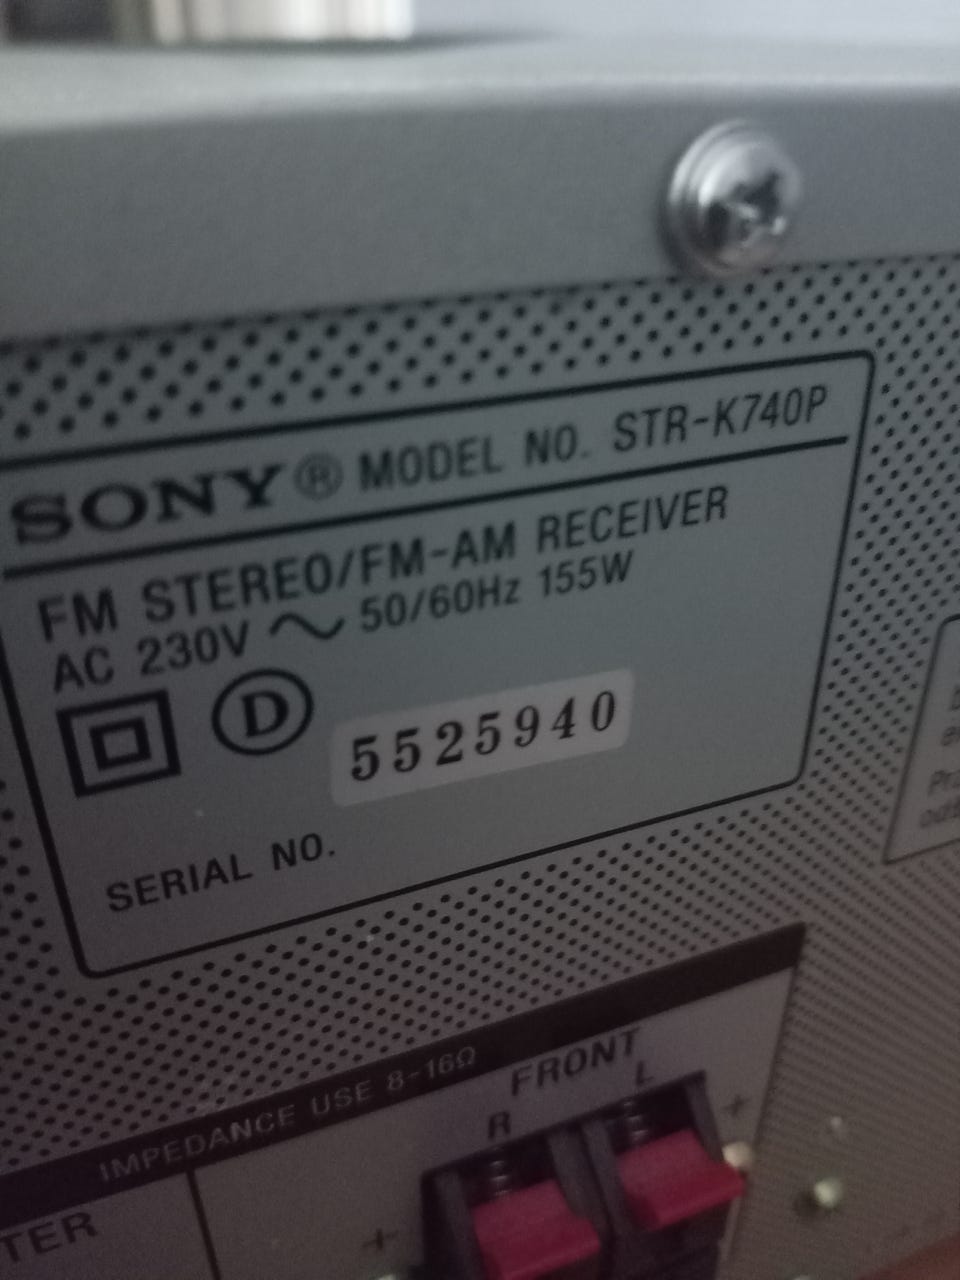 SONY® MODEL NO. STR-K740P
FM STEREO/FM-AM RECEIVER
AC 230V ~ 50/60Hz 155W
D
5525940
SERIAL NO.
IMPEDANCE USE 8-16Ω
FRONT
R L
+ +